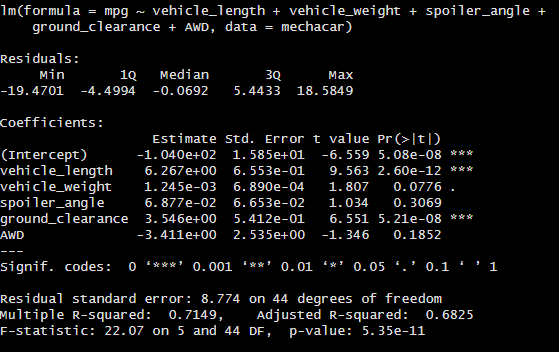 lm(formula = mpg ~ vehicle_length + vehicle_weight + spoiler_angle +
    ground_clearance + AWD, data = mechacar)

Residuals:
     Min       1Q   Median       3Q      Max
-19.4701  -4.4994  -0.0692   5.4433  18.5849

Coefficients:
                   Estimate Std. Error t value Pr(>|t|)
(Intercept)      -1.040e+02  1.585e+01  -6.559 5.08e-08 ***
vehicle_length    6.267e+00  6.553e-01   9.563 2.60e-12 ***
vehicle_weight    1.245e-03  6.890e-04   1.807   0.0776 .
spoiler_angle     6.877e-02  6.653e-02   1.034   0.3069
ground_clearance  3.546e+00  5.412e-01   6.551 5.21e-08 ***
AWD              -3.411e+00  2.535e+00  -1.346   0.1852
---
Signif. codes:  0 ‘***’ 0.001 ‘**’ 0.01 ‘*’ 0.05 ‘.’ 0.1 ‘ ’ 1

Residual standard error: 8.774 on 44 degrees of freedom
Multiple R-squared:  0.7149,    Adjusted R-squared:  0.6825
F-statistic: 22.07 on 5 and 44 DF,  p-value: 5.35e-11